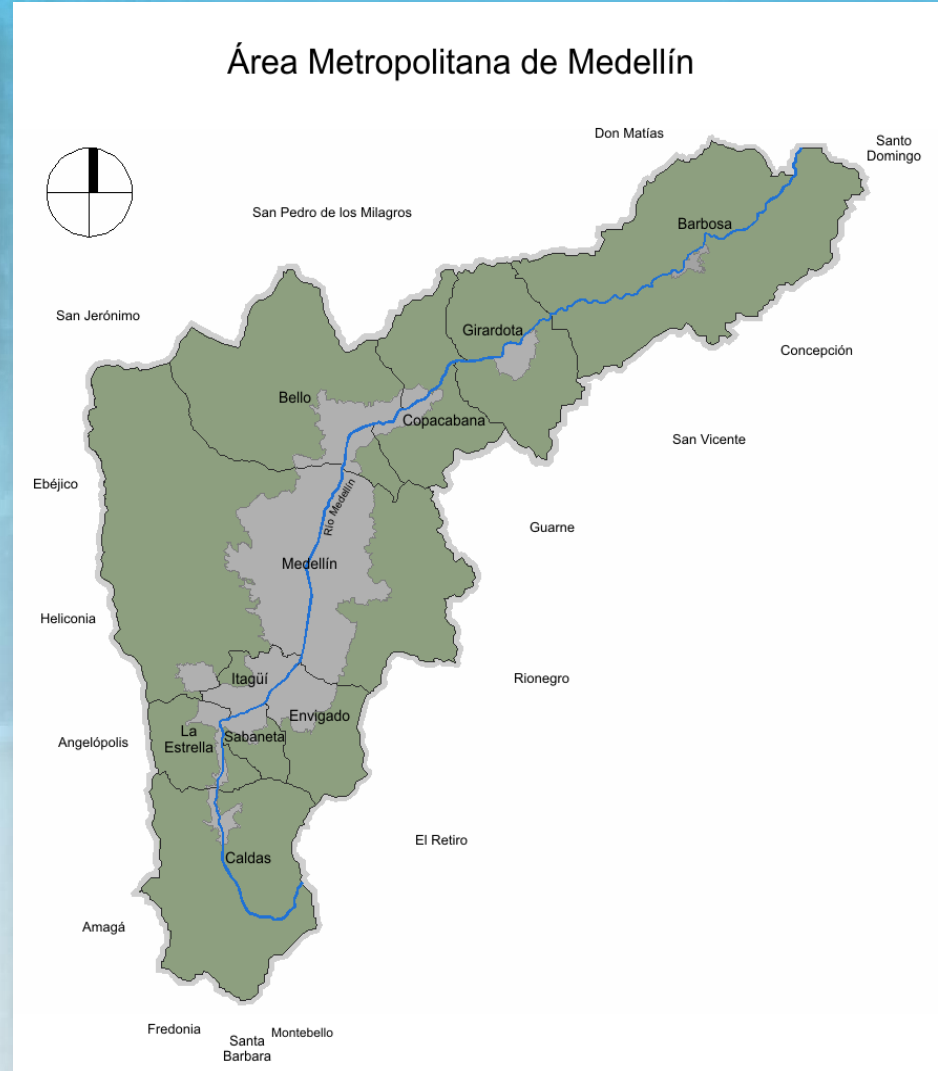 Área Metropolitana de Medellín
Don Matías
Santo
Domingo
San Pedro de los Milagros
Barbosa
San Jerónimo
Girardota
Concepción
Bello
Copacabana
San Vicente
Ebéjico
Río Medellín
Guarne
Medellín
Heliconia
Itagüí
Rionegro
Envigado
La
Estrella
Sabaneta
Angelópolis
El Retiro
Caldas
Amagá
Fredonia
Santa
Barbara
Montebello